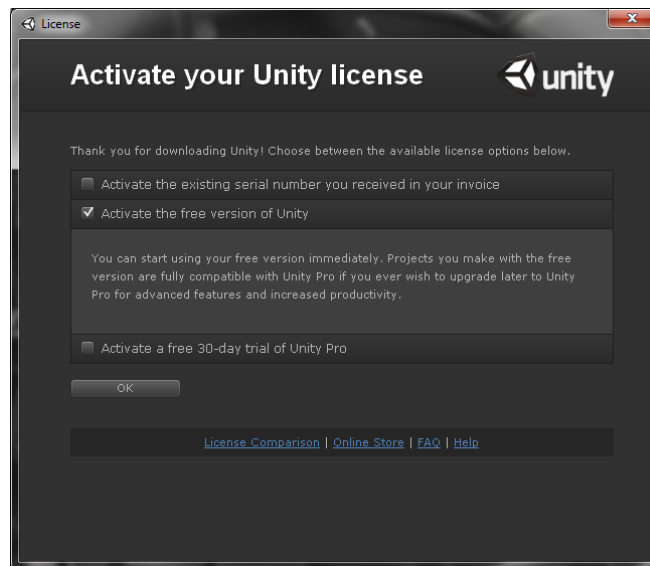 License
Activate your Unity license
unity
Thank you for downloading Unity! Choose between the available license options below.
Activate the existing serial number you received in your invoice
Activate the free version of Unity
You can start using your free version immediately. Projects you make with the free
version are fully compatible with Unity Pro if you ever wish to upgrade later to Unity
Pro for advanced features and increased productivity.
Activate a free 30-day trial of Unity Pro
OK
License Comparison | Online Store | FAQ | Help